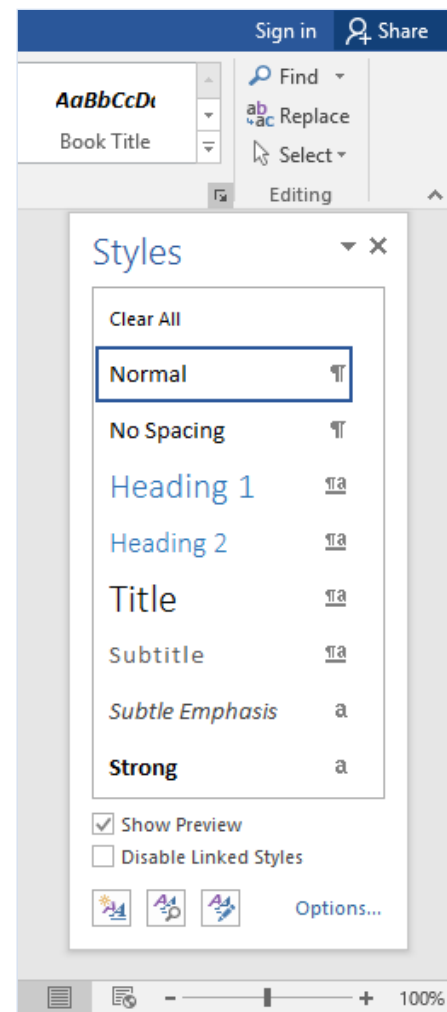 Sign in Share
Find
AaBbCcDc
Replace
Book Title
Select
Editing
Styles
Clear All
Normal ¶
No Spacing ¶
Heading 1 ¶a
Heading 2 ¶a
Title ¶a
Subtitle ¶a
Subtle Emphasis a
Strong a
Show Preview
Disable Linked Styles
Options...
- + 100%